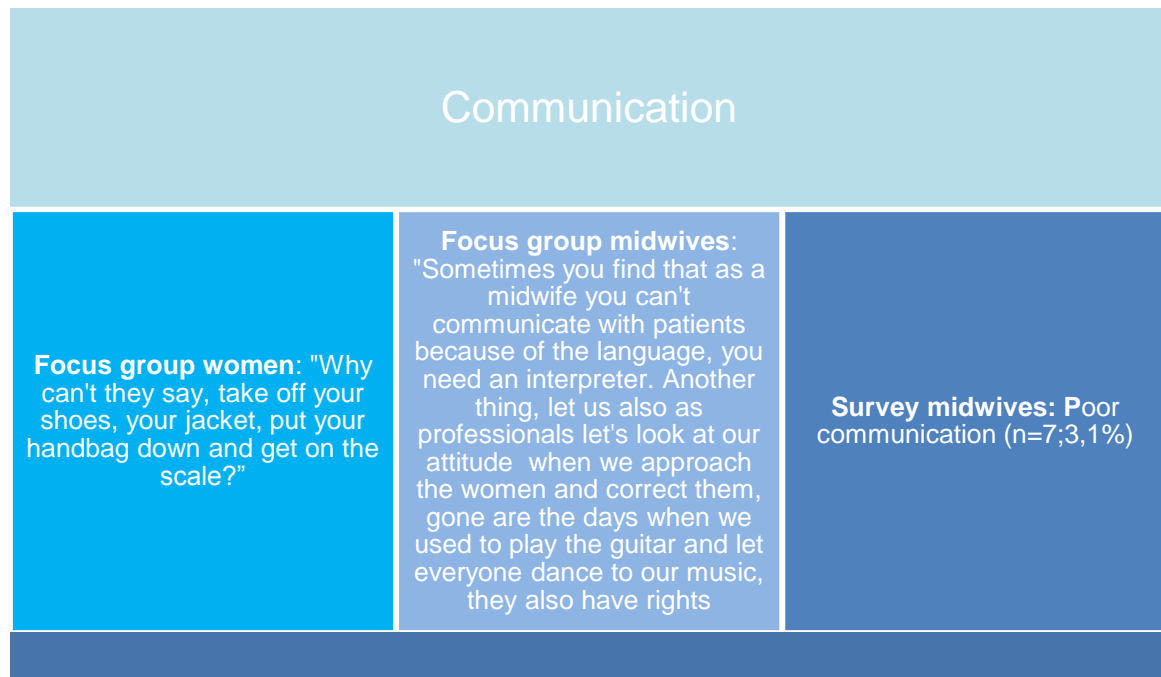 Communication
Focus group women: "Why
can't they say, take off your
shoes, your jacket, put your
handbag down and get on the
scale?”
Focus group midwives:
"Sometimes you find that as a
midwife you can't
communicate with patients
because of the language, you
need an interpreter. Another
thing, let us also as
professionals let's look at our
attitude  when we approach
the women and correct them,
gone are the days when we
used to play the guitar and let
everyone dance to our music,
they also have rights
Survey midwives: Poor
communication (n=7;3,1%)